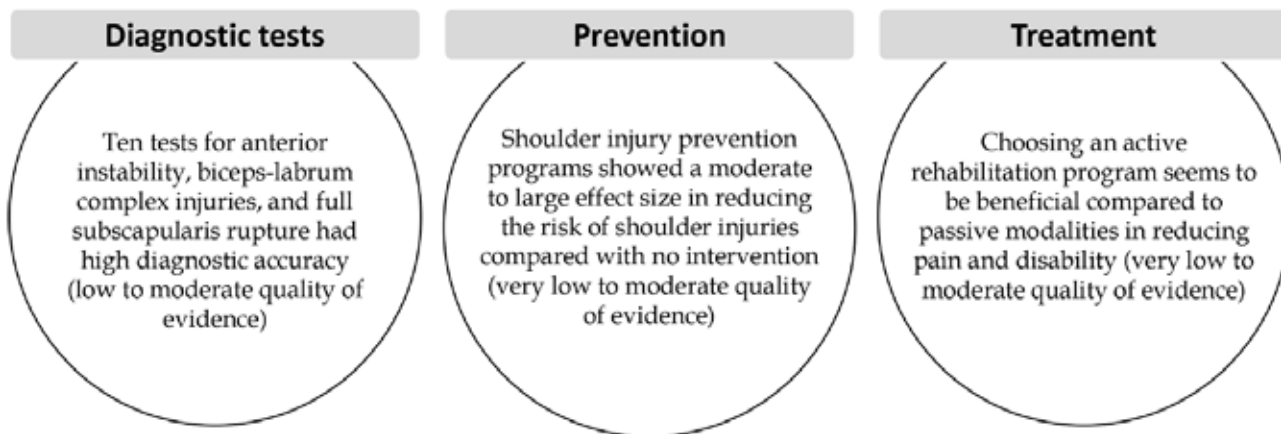 Diagnostic tests
Ten tests for anterior
instability, biceps-labrum
complex injuries, and full
subscapularis rupture had
high diagnostic accuracy
(low to moderate quality of
evidence)
Prevention
Shoulder injury prevention
programs showed a moderate
to large effect size in reducing
the risk of shoulder injuries
compared with no intervention
(very low to moderate quality
of evidence)
Treatment
Choosing an active
rehabilitation program seems to
be beneficial compared to
passive modalities in reducing
pain and disability (very low to
moderate quality of evidence)